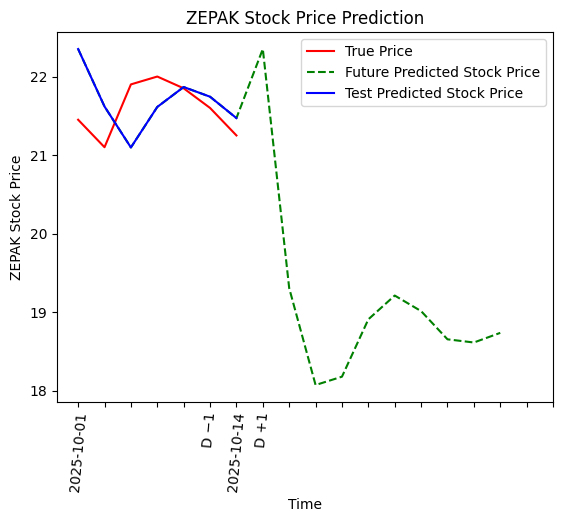 ZEPAK Stock Price Prediction
True Price
Future Predicted Stock Price
Test Predicted Stock Price
ZEPAK Stock Price
22
21
20
19
18
2025-10-01
D −1
2025-10-14
D +1
Time